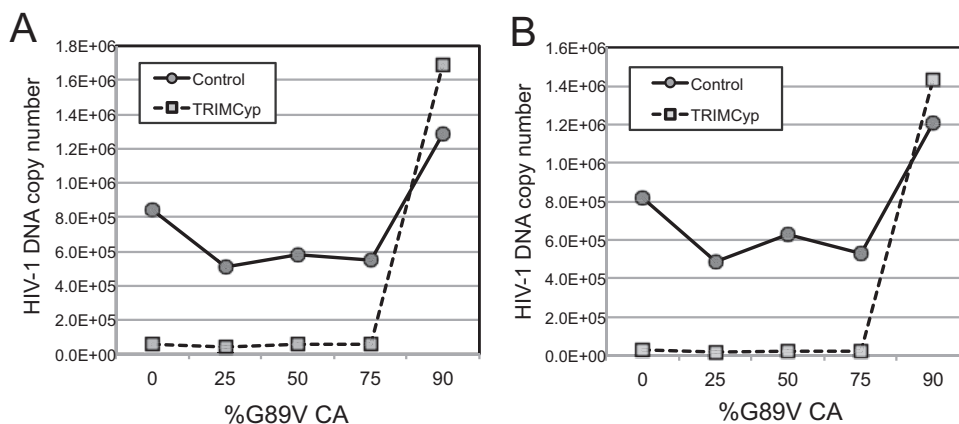 A
HIV-1 DNA copy number
1.8E+06
1.6E+06
1.4E+06
1.2E+06
1.0E+06
8.0E+05
6.0E+05
4.0E+05
2.0E+05
0.0E+00
Control
TRIMCyp
0 25 50 75 90
%G89V CA
B
HIV-1 DNA copy number
1.6E+06
1.4E+06
1.2E+06
1.0E+06
8.0E+05
6.0E+05
4.0E+05
2.0E+05
0.0E+00
Control
TRIMCyp
0 25 50 75 90
%G89V CA